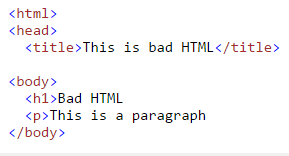 <html>
<head>
  <title>This is bad HTML</title>

<body>
  <h1>Bad HTML
  <p>This is a paragraph
</body>